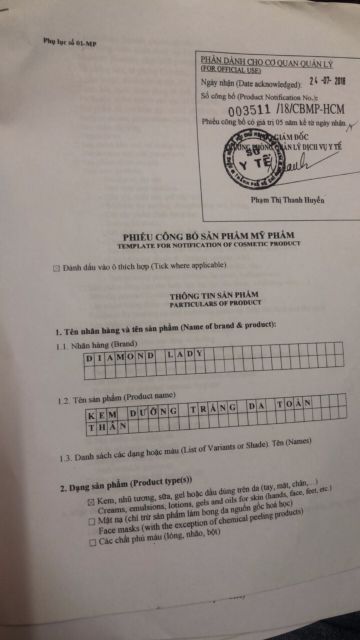 Phụ lục số 01-MP
PHẦN DÀNH CHO CƠ QUAN QUẢN LÝ
(FOR OFFICIAL USE)
Ngày nhận (Date acknowledged): 24 -07- 2018
Số công bố (Product Notification No.):
003511 /18/CBMP-HCM
Phiếu công bố có giá trị 05 năm kể từ ngày nhận.
GIÁM ĐỐC
PHÒNG QUẢN LÝ DỊCH VỤ Y TẾ
SỞ
Y TẾ
Phạm Thị Thanh Huyền
PHIẾU CÔNG BỐ SẢN PHẨM MỸ PHẨM
TEMPLATE FOR NOTIFICATION OF COSMETIC PRODUCT
☒ Đánh dấu vào ô thích hợp (Tick where applicable)
THÔNG TIN SẢN PHẨM
PARTICULARS OF PRODUCT
1. Tên nhãn hàng và tên sản phẩm (Name of brand & product):
1.1. Nhãn hàng (Brand)
DIAMOND LADY
1.2. Tên sản phẩm (Product name)
KEM DƯỠNG TRẮNG DA TOÀN
THÂN
1.3. Danh sách các dạng hoặc màu (List of Variants or Shade). Tên (Names)
2. Dạng sản phẩm (Product type(s))
☒ Kem, nhũ tương, sữa, gel hoặc dầu dùng trên da (tay, mặt, chân,...)
Creams, emulsions, lotions, gels and oils for skin (hands, face, feet, etc.)
☐ Mặt nạ (chỉ trừ sản phẩm làm bong da nguồn gốc hoá học)
Face masks (with the exception of chemical peeling products)
☐ Các chất phủ màu (lỏng, nhão, bột)